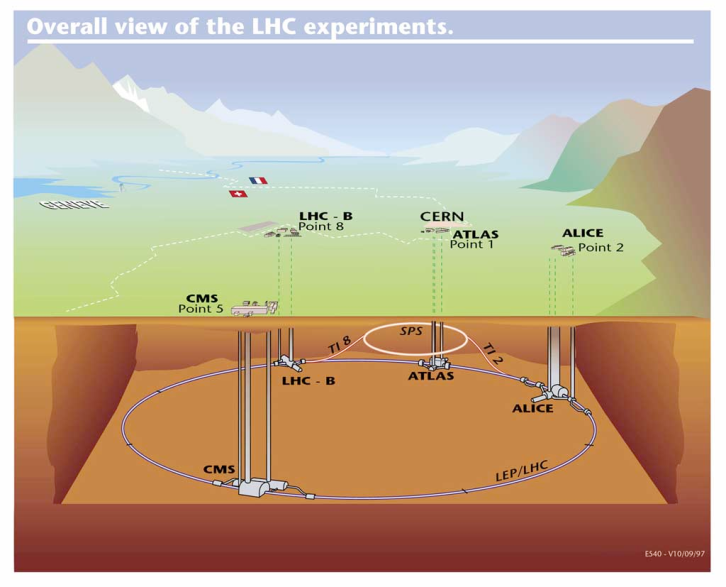 Overall view of the LHC experiments.
GENEVE
LHC - B
Point 8
CERN
ATLAS
Point 1
ALICE
Point 2
CMS
Point 5
TI 8
SPS
TI 2
LHC - B
ATLAS
ALICE
CMS
LEP/LHC
E540 - V10/09/97